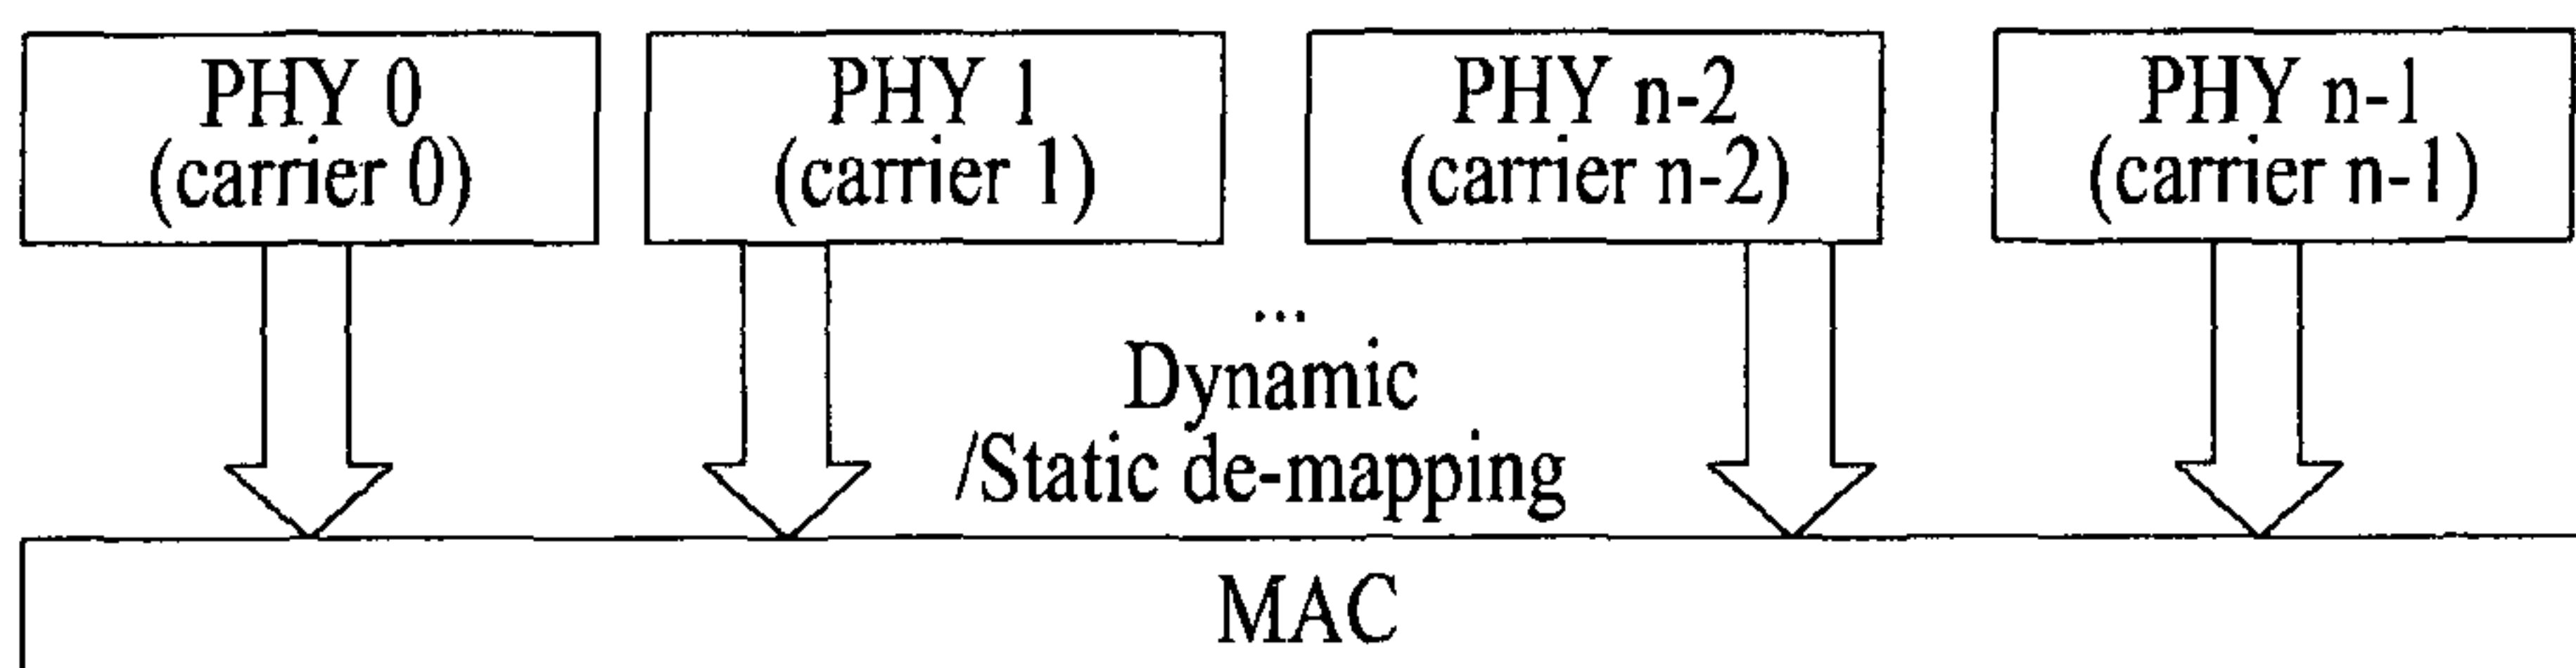 PHY 0
(carrier 0)
PHY 1
(carrier 1)
PHY n-2
(carrier n-2)
PHY n-1
(carrier n-1)
...
Dynamic
/Static de-mapping
MAC